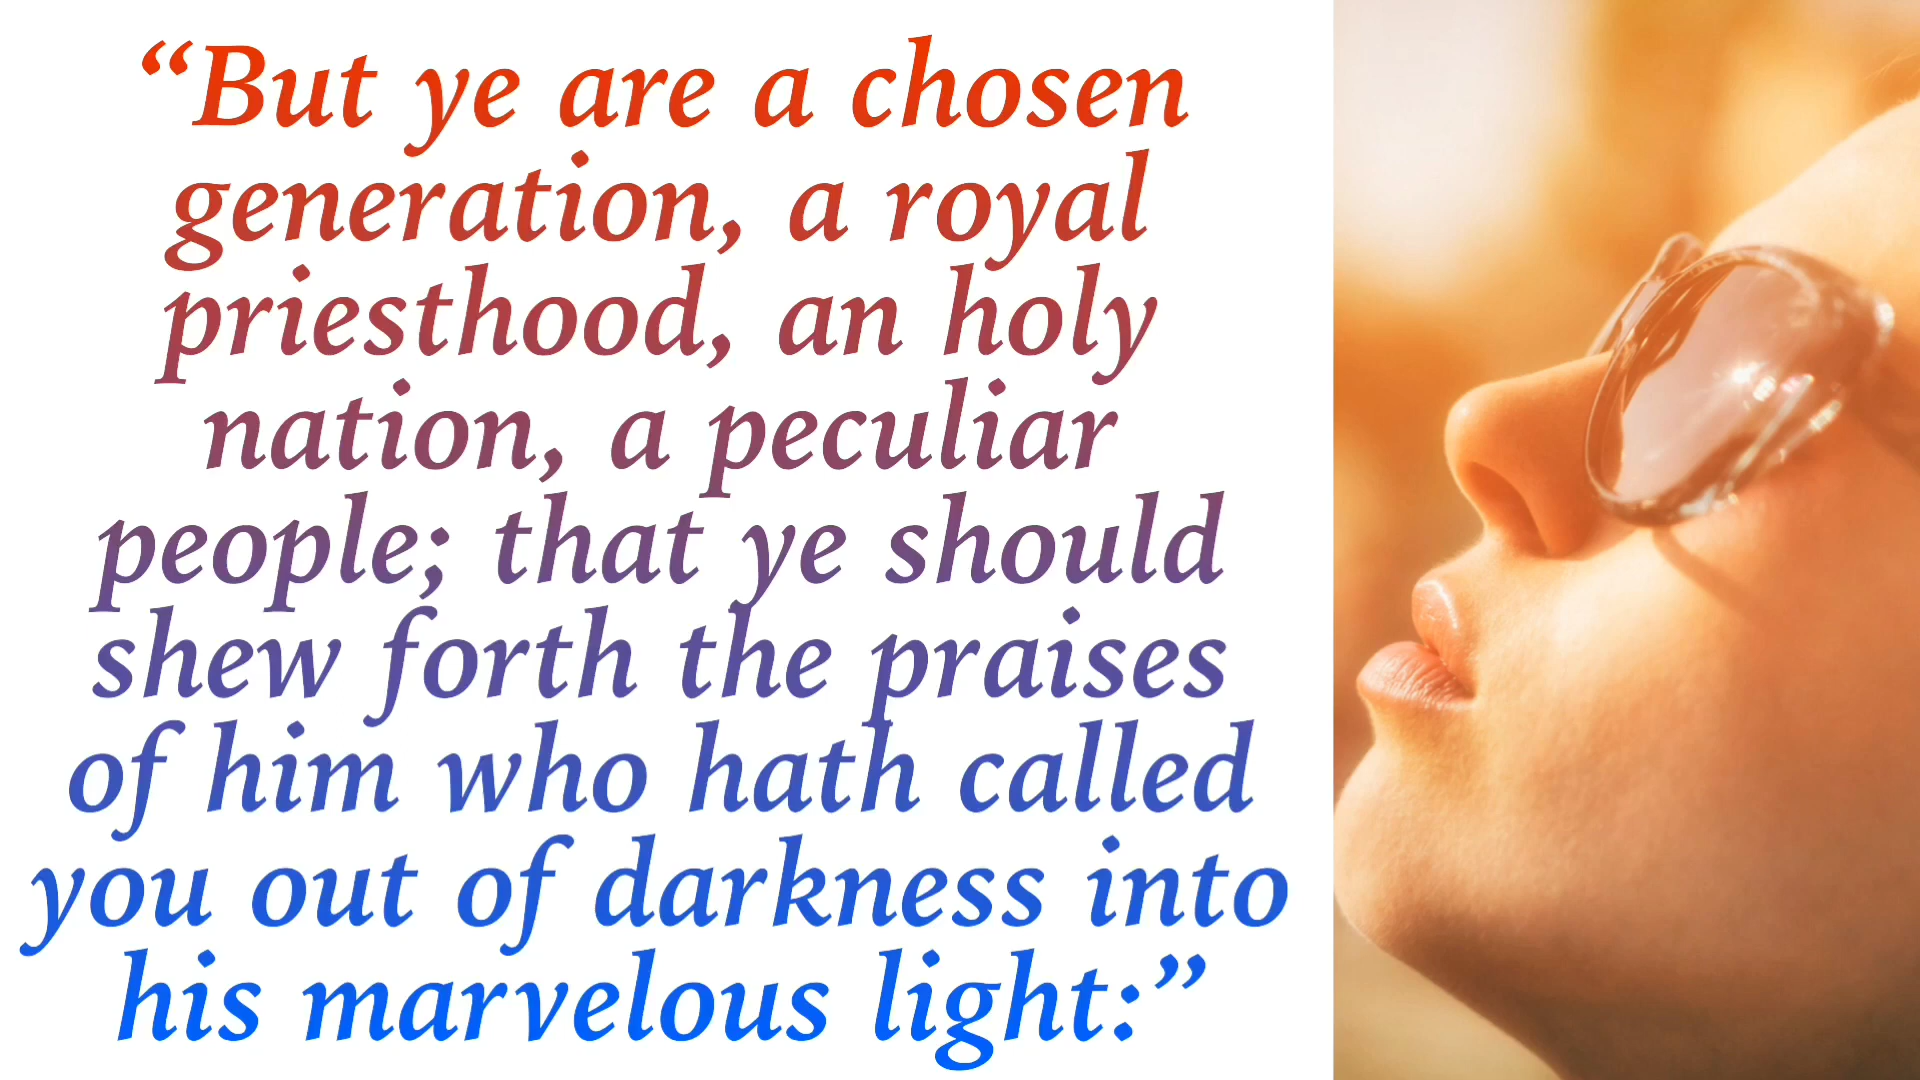 “But ye are a chosen
generation, a royal
priesthood, an holy
nation, a peculiar
people; that ye should
shew forth the praises
of him who hath called
you out of darkness into
his marvelous light:”